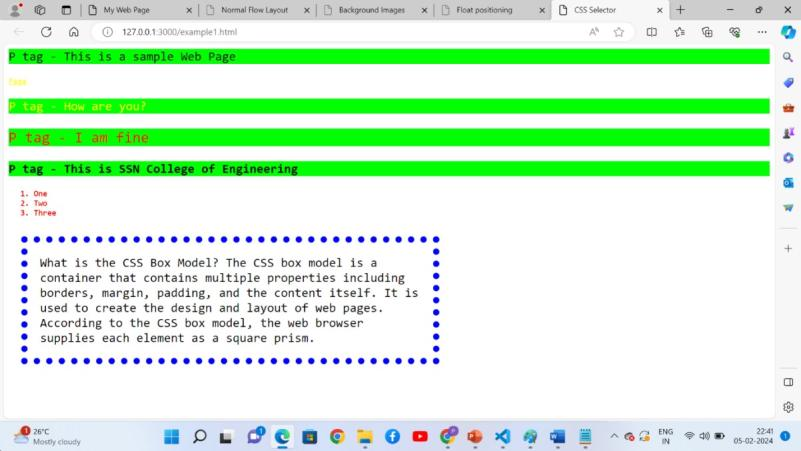 My Web Page
Normal Flow Layout
Background Images
Float positioning
CSS Selector
127.0.0.1:3000/example1.html
P tag - This is a sample Web Page
P tag - How are you?
P tag - I am fine
P tag - This is SSN College of Engineering
1. One
2. Two
3. Three
What is the CSS Box Model? The CSS box model is a
container that contains multiple properties including
borders, margin, padding, and the content itself. It is
used to create the design and layout of web pages.
According to the CSS box model, the web browser
supplies each element as a square prism.
26°C
Mostly cloudy
ENG
IN
22:41
05-02-2024